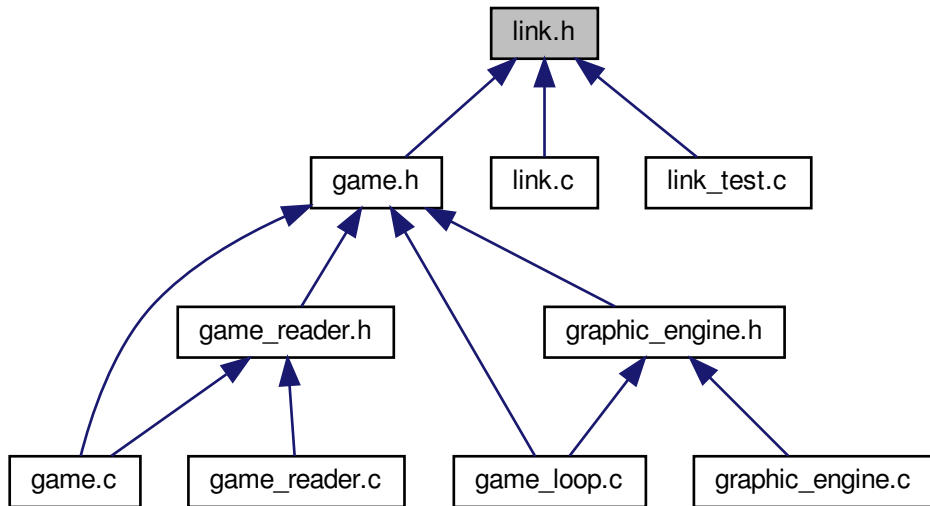 link.h
game.h
link.c
link_test.c
game_reader.h
graphic_engine.h
game.c
game_reader.c
game_loop.c
graphic_engine.c